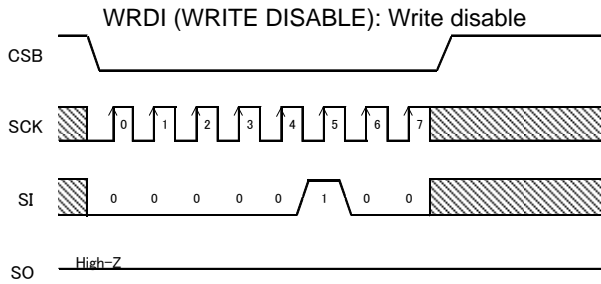 WRDI (WRITE DISABLE): Write disable
CSB
SCK 0 1 2 3 4 5 6 7
SI 0 0 0 0 0 1 0 0
High-Z
SO